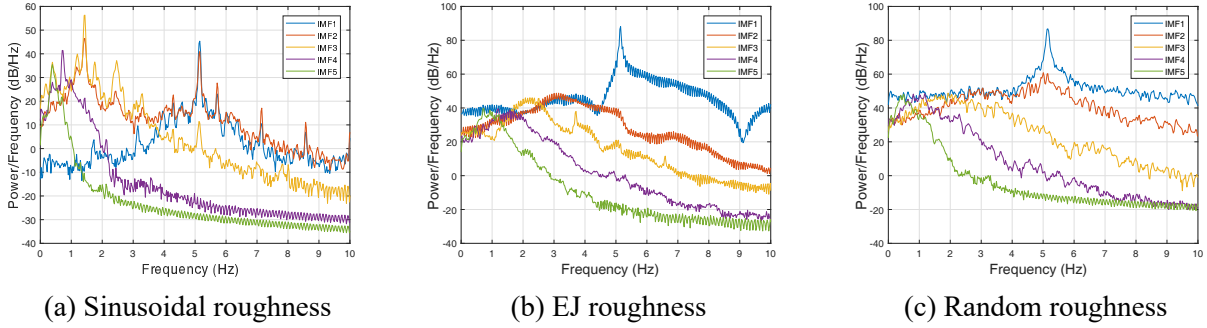 60
50
40
30
20
10
0
-10
-20
-30
-40
Power/Frequency (dB/Hz)
0 1 2 3 4 5 6 7 8 9 10
Frequency (Hz)
IMF1
IMF2
IMF3
IMF4
IMF5
(a) Sinusoidal roughness
100
80
60
40
20
0
-20
-40
Power/Frequency (dB/Hz)
0 1 2 3 4 5 6 7 8 9 10
Frequency (Hz)
IMF1
IMF2
IMF3
IMF4
IMF5
(b) EJ roughness
100
80
60
40
20
0
-20
-40
Power/Frequency (dB/Hz)
0 1 2 3 4 5 6 7 8 9 10
Frequency (Hz)
IMF1
IMF2
IMF3
IMF4
IMF5
(c) Random roughness